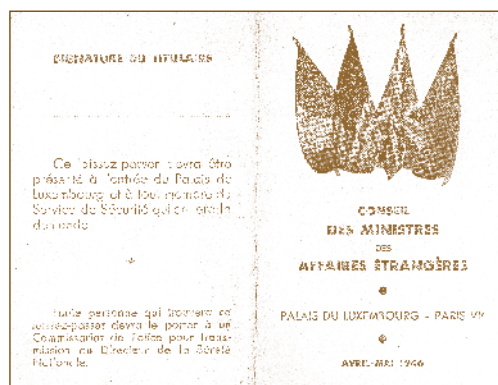 SIGNATURE DU TITULAIRE
Ce laissez-passer devra être
présenté à l'entrée du Palais du
Luxembourg et à tout membre du
Service de Sécurité qui en fera la
demande
Toute personne qui trouvera ce
laissez-passer devra le porter à un
Commissariat de Police pour trans-
mission au Directeur de la Sûreté
Nationale.
CONSEIL
DES MINISTRES
DES
AFFAIRES ÉTRANGÈRES
PALAIS DU LUXEMBOURG - PARIS VIe
AVRIL-MAI 1946